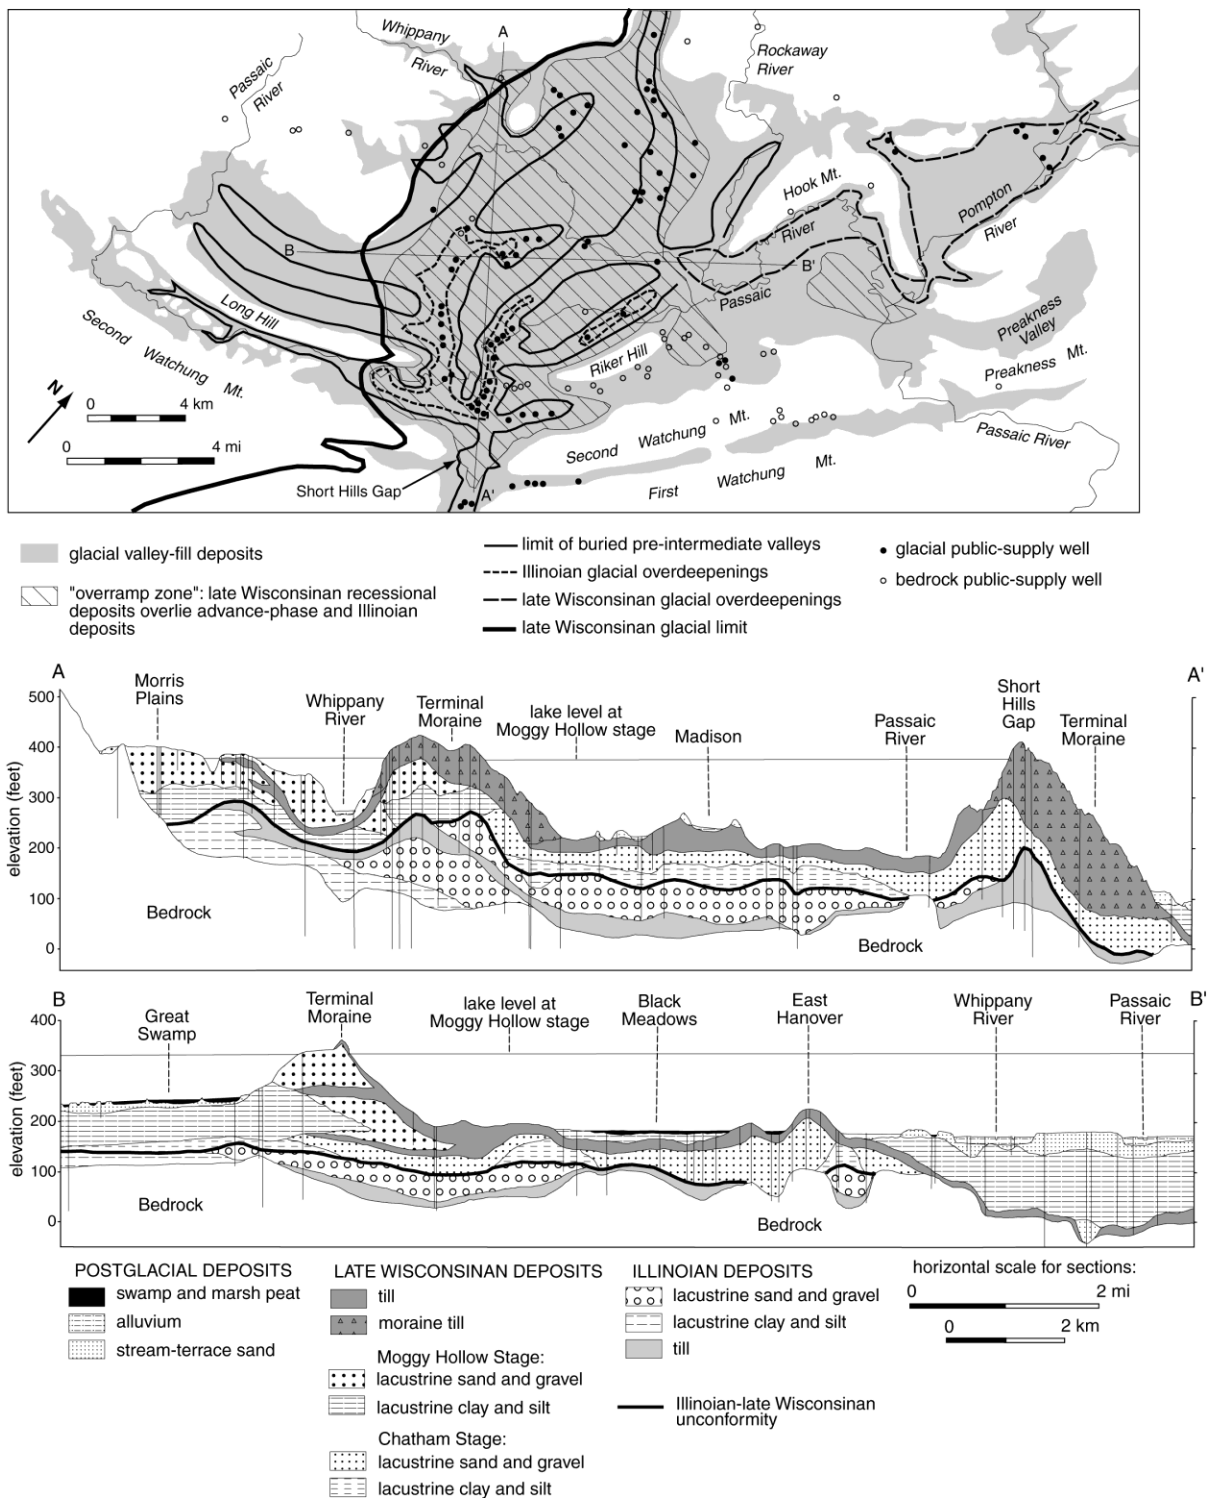 Whippany
River
A
Rockaway
River
Passaic
River
Hook Mt.
River
Pompton
River
B
B'
Passaic
Long Hill
Second
Watchung
Mt.
Preakness
Valley
Riker Hill
Preakness Mt.
N
0 4 km
0 4 mi
Second Watchung Mt.
Passaic River
Short Hills
Gap
A'
First Watchung Mt.
glacial valley-fill deposits
"overramp zone": late Wisconsinan recessional
deposits overlie advance-phase and Illinoian
deposits
limit of buried pre-intermediate valleys
Illinoian glacial overdeepenings
late Wisconsinan glacial overdeepenings
late Wisconsinan glacial limit
glacial public-supply well
bedrock public-supply well
A
A'
Morris
Plains
Whippany
River
Terminal
Moraine
lake level at
Moggy Hollow stage
Madison
Passaic
River
Short
Hills
Gap
Terminal
Moraine
500
400
300
200
100
0
elevation (feet)
Bedrock
Bedrock
B
B'
Great
Swamp
Terminal
Moraine
lake level at
Moggy Hollow stage
Black
Meadows
East
Hanover
Whippany
River
Passaic
River
400
300
200
100
0
elevation (feet)
Bedrock
Bedrock
POSTGLACIAL DEPOSITS
swamp and marsh peat
alluvium
stream-terrace sand
LATE WISCONSINAN DEPOSITS
till
moraine till
Moggy Hollow Stage:
lacustrine sand and gravel
lacustrine clay and silt
Chatham Stage:
lacustrine sand and gravel
lacustrine clay and silt
ILLINOIAN DEPOSITS
lacustrine sand and gravel
lacustrine clay and silt
till
Illinoian-late Wisconsinan
unconformity
horizontal scale for sections:
0 2 mi
0 2 km